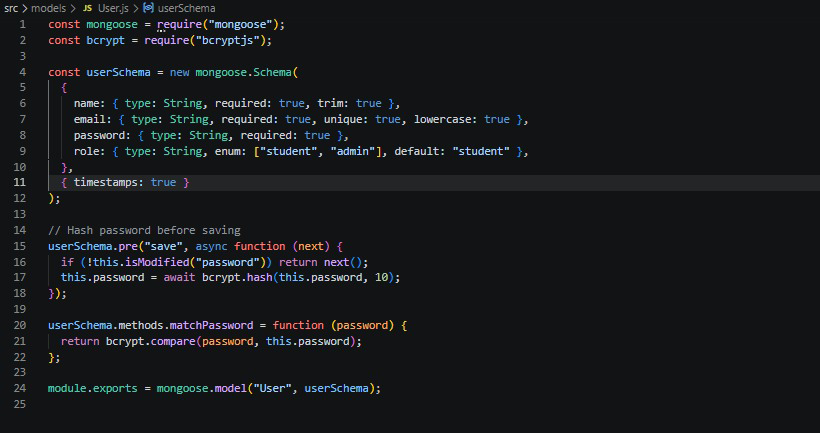 src > models > JS User.js > userSchema
1 const mongoose = require("mongoose");
2 const bcrypt = require("bcryptjs");
3
4 const userSchema = new mongoose.Schema(
5   {
6     name: { type: String, required: true, trim: true },
7     email: { type: String, required: true, unique: true, lowercase: true },
8     password: { type: String, required: true },
9     role: { type: String, enum: ["student", "admin"], default: "student" },
10   },
11   { timestamps: true }
12 );
13
14 // Hash password before saving
15 userSchema.pre("save", async function (next) {
16   if (!this.isModified("password")) return next();
17   this.password = await bcrypt.hash(this.password, 10);
18 });
19
20 userSchema.methods.matchPassword = function (password) {
21   return bcrypt.compare(password, this.password);
22 };
23
24 module.exports = mongoose.model("User", userSchema);
25